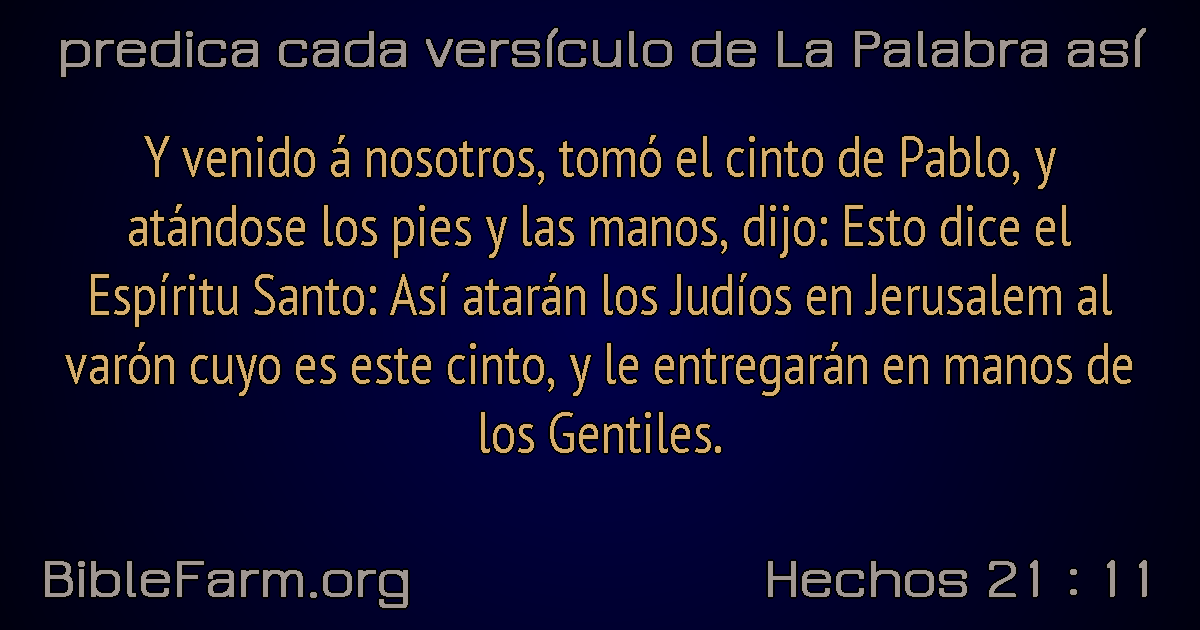 predica cada versículo de La Palabra así
Y venido á nosotros, tomó el cinto de Pablo, y
atándose los pies y las manos, dijo: Esto dice el
Espíritu Santo: Así atarán los Judíos en Jerusalem al
varón cuyo es este cinto, y le entregarán en manos de
los Gentiles.
BibleFarm.org
Hechos 21 : 11